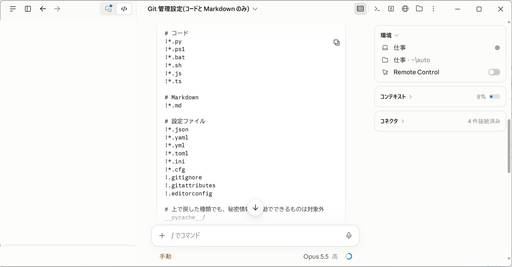 Git 管理設定(コードと Markdown のみ)
# コード
!*.py
!*.ps1
!*.bat
!*.sh
!*.js
!*.ts
# Markdown
!*.md
# 設定ファイル
!*.json
!*.yaml
!*.yml
!*.toml
!*.ini
!*.cfg
!.gitignore
!.gitattributes
!.editorconfig
# 上で戻した種類でも、秘密情
できるものは対象外
__pycache__/
/ でコマンド
手動
Opus 5.5 高
環境
仕事
仕事 · ~\auto
Remote Control
コンテキスト
8%
コネクタ
4 件接続済み